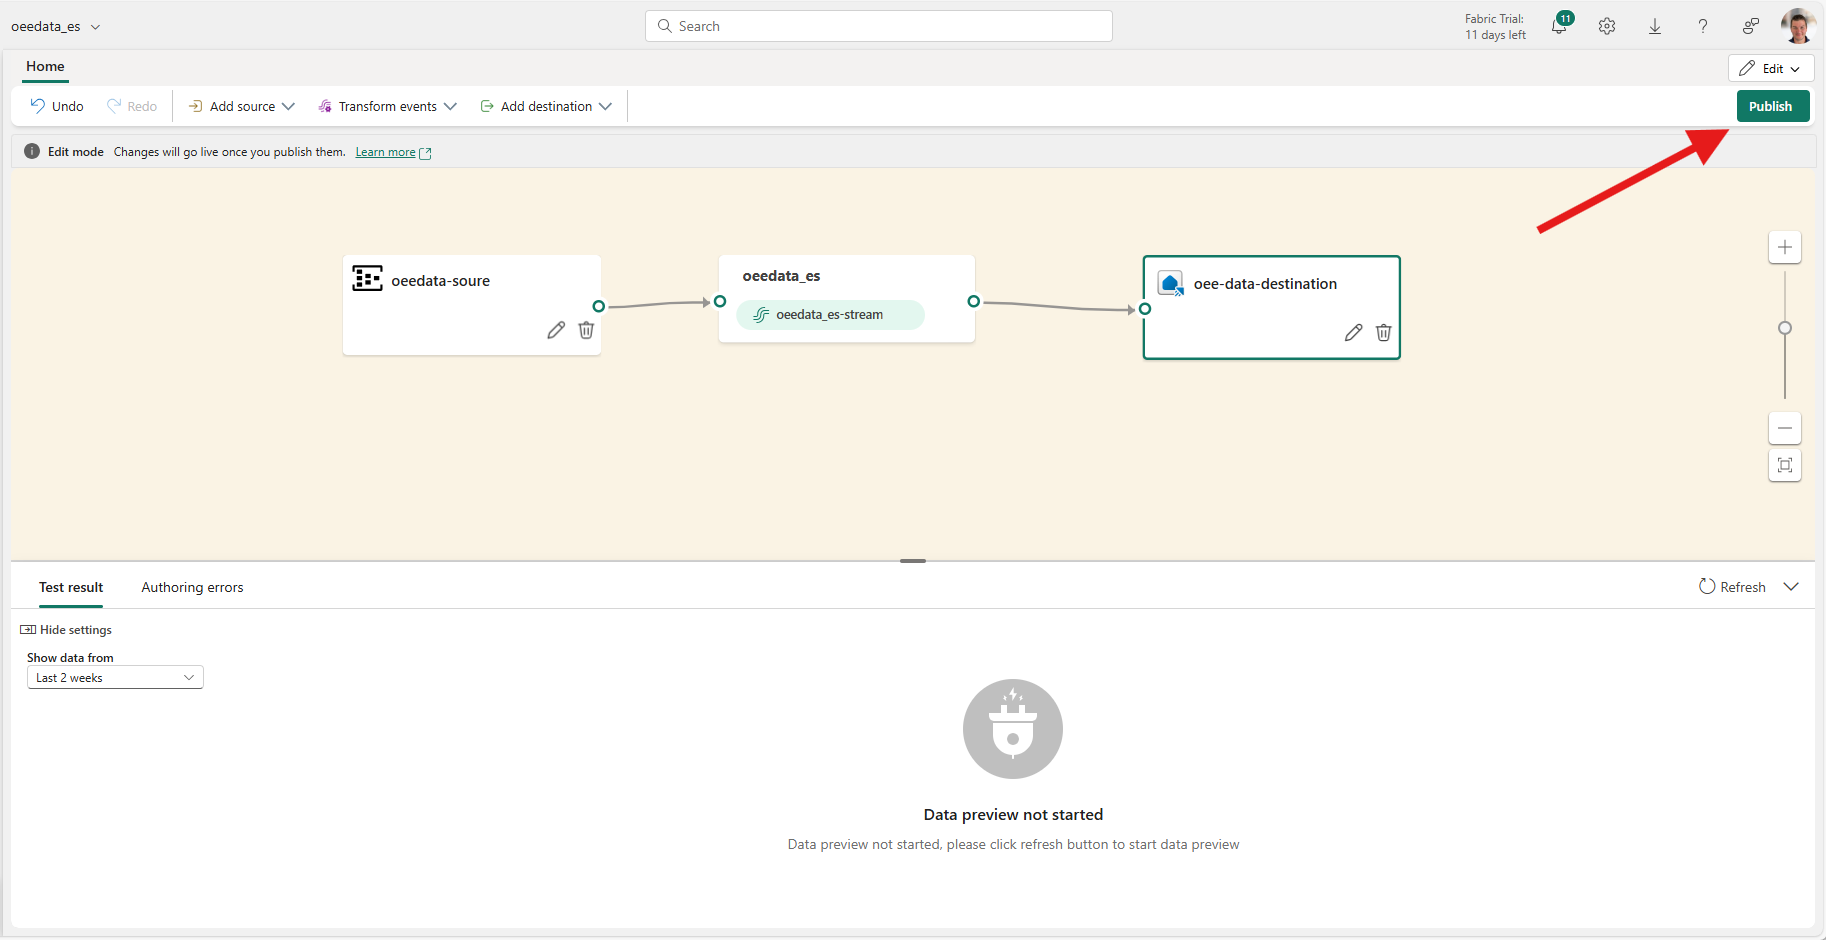 oeedata_es
Search
Fabric Trial:
11 days left
11
Home
Edit
Undo
Redo
Add source
Transform events
Add destination
Publish
Edit mode Changes will go live once you publish them. Learn more
oeedata-soure
oeedata_es
oeedata_es-stream
oee-data-destination
Test result
Authoring errors
Refresh
Hide settings
Show data from
Last 2 weeks
Data preview not started
Data preview not started, please click refresh button to start data preview